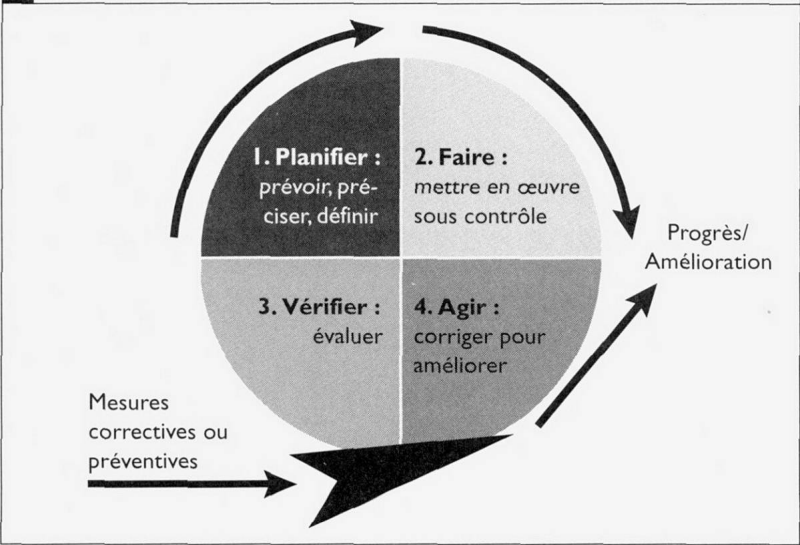 1. Planifier :
prévoir, pré-
ciser, définir
2. Faire :
mettre en œuvre
sous contrôle
Progrès/
Amélioration
3. Vérifier :
évaluer
4. Agir :
corriger pour
améliorer
Mesures
correctives ou
préventives